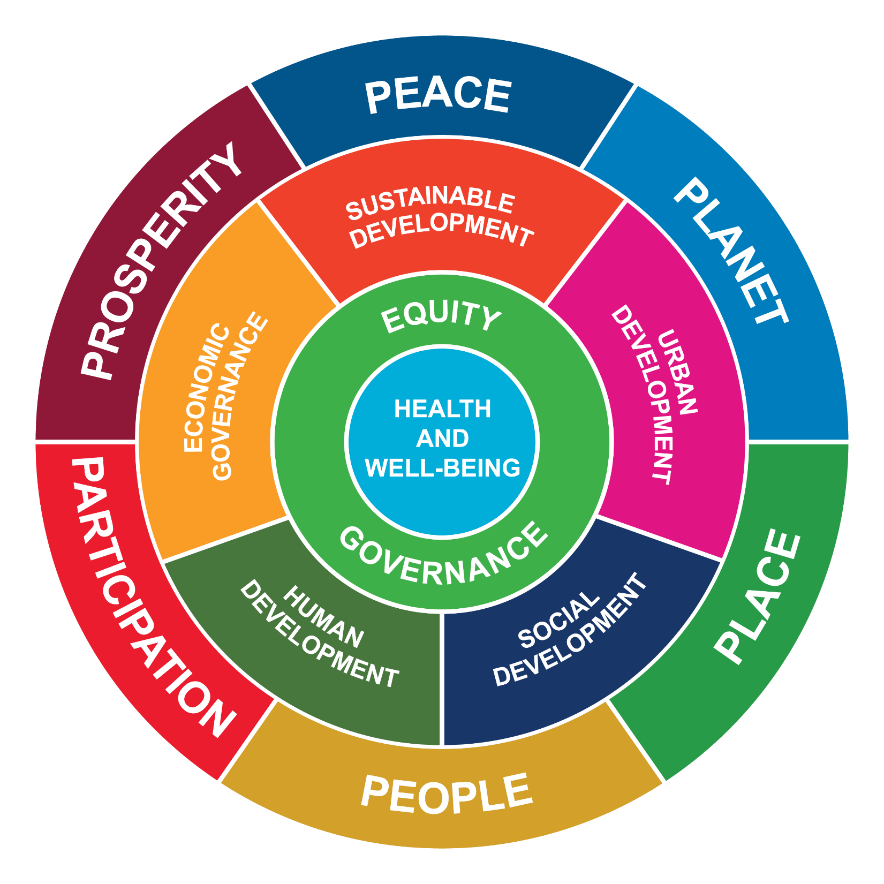 PEACE
PLANET
PLACE
PEOPLE
PARTICIPATION
PROSPERITY
SUSTAINABLE
DEVELOPMENT
URBAN
DEVELOPMENT
SOCIAL
DEVELOPMENT
HUMAN
DEVELOPMENT
ECONOMIC
GOVERNANCE
EQUITY
GOVERNANCE
HEALTH
AND
WELL-BEING